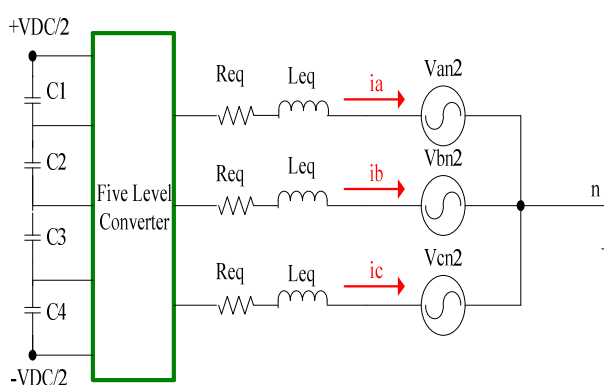 +VDC/2
C1
C2
C3
C4
-VDC/2
Five Level
Converter
Req
Leq
ia
Van2
Req
Leq
ib
Vbn2
Req
Leq
ic
Vcn2
n